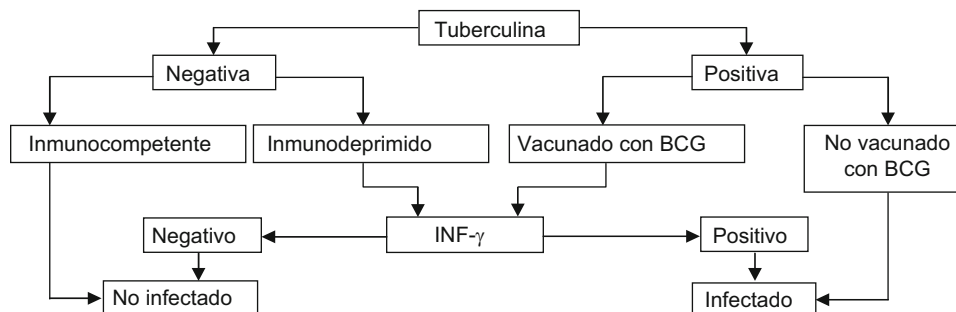 Tuberculina
Negativa
Positiva
Inmunocompetente
Inmunodeprimido
Vacunado con BCG
No vacunado
con BCG
Negativo
INF-γ
Positivo
No infectado
Infectado